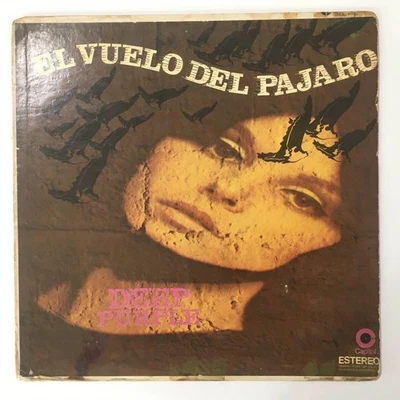 EL VUELO DEL PAJARO
DEEP
PURPLE
Capitol
ESTEREO